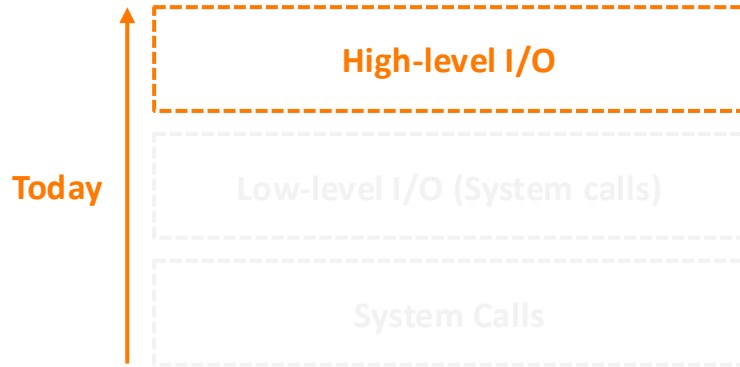 High-level I/O
Today
Low-level I/O (System calls)
System Calls